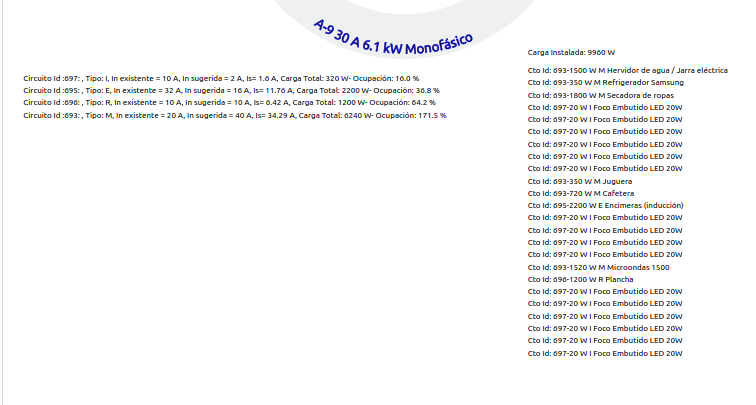 A-9 30 A 6.1 kW Monofásico
Circuito Id :697: , Tipo: I, In existente = 10 A, In sugerida = 2 A, Is= 1.6 A, Carga Total: 320 W- Ocupación: 16.0 %
Circuito Id :695: , Tipo: E, In existente = 32 A, In sugerida = 16 A, Is= 11.76 A, Carga Total: 2200 W- Ocupación: 36.8 %
Circuito Id :696: , Tipo: R, In existente = 10 A, In sugerida = 10 A, Is= 6.42 A, Carga Total: 1200 W- Ocupación: 64.2 %
Circuito Id :693: , Tipo: M, In existente = 20 A, In sugerida = 40 A, Is= 34.29 A, Carga Total: 6240 W- Ocupación: 171.5 %
Carga Instalada: 9960 W
Cto Id: 693-1500 W M Hervidor de agua / Jarra eléctrica
Cto Id: 693-350 W M Refrigerador Samsung
Cto Id: 693-1800 W M Secadora de ropas
Cto Id: 697-20 W I Foco Embutido LED 20W
Cto Id: 697-20 W I Foco Embutido LED 20W
Cto Id: 697-20 W I Foco Embutido LED 20W
Cto Id: 697-20 W I Foco Embutido LED 20W
Cto Id: 697-20 W I Foco Embutido LED 20W
Cto Id: 697-20 W I Foco Embutido LED 20W
Cto Id: 693-350 W M Juguera
Cto Id: 693-720 W M Cafetera
Cto Id: 695-2200 W E Encimeras (inducción)
Cto Id: 697-20 W I Foco Embutido LED 20W
Cto Id: 697-20 W I Foco Embutido LED 20W
Cto Id: 697-20 W I Foco Embutido LED 20W
Cto Id: 697-20 W I Foco Embutido LED 20W
Cto Id: 693-1520 W M Microondas 1500
Cto Id: 696-1200 W R Plancha
Cto Id: 697-20 W I Foco Embutido LED 20W
Cto Id: 697-20 W I Foco Embutido LED 20W
Cto Id: 697-20 W I Foco Embutido LED 20W
Cto Id: 697-20 W I Foco Embutido LED 20W
Cto Id: 697-20 W I Foco Embutido LED 20W
Cto Id: 697-20 W I Foco Embutido LED 20W